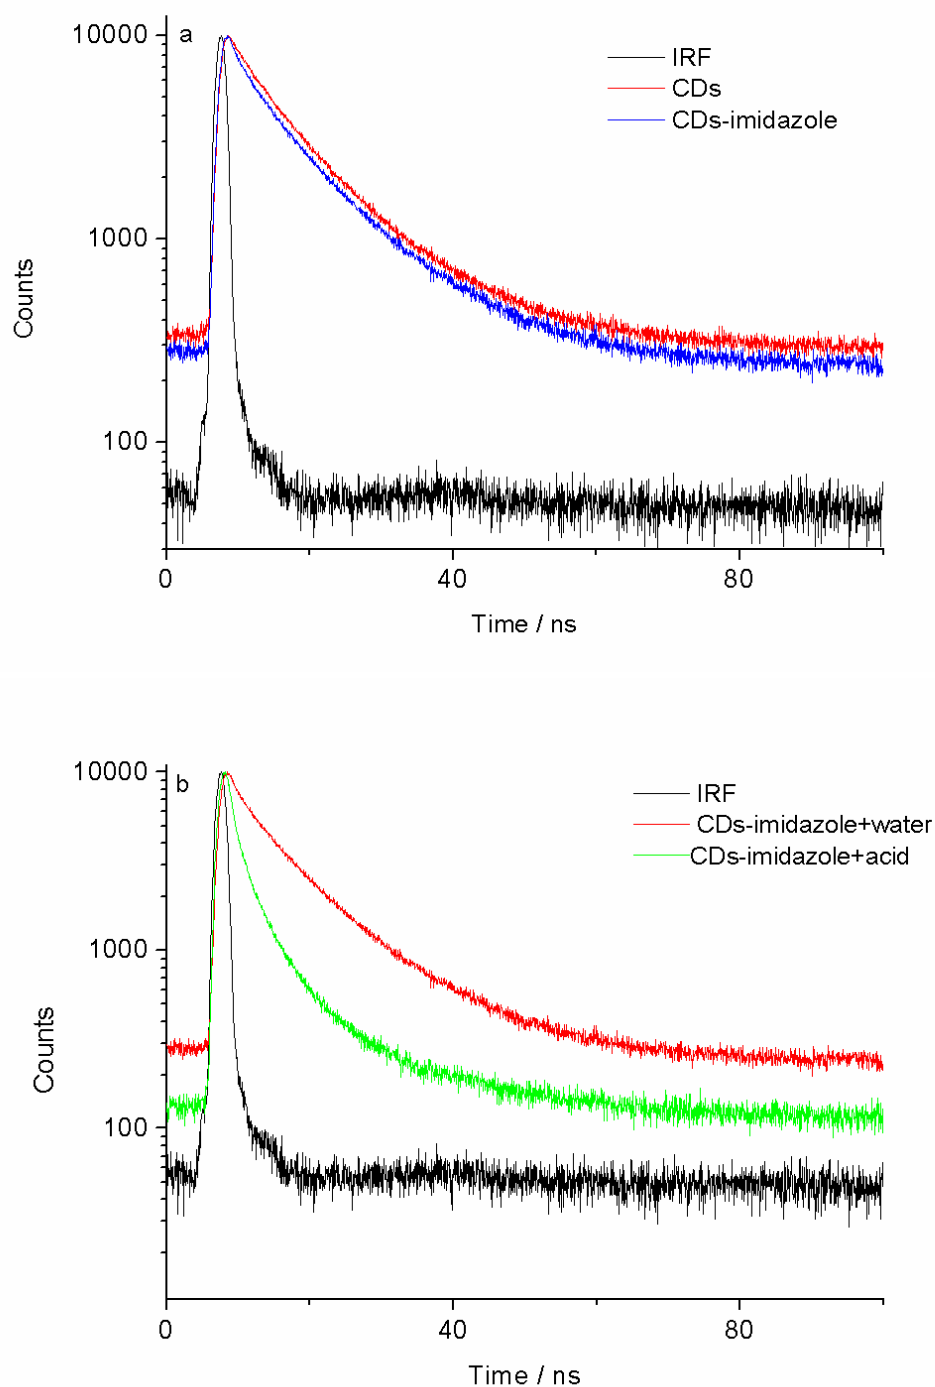 10000
a
IRF
CDs
CDs-imidazole
1000
Counts
100
0
40
80
Time / ns
10000
b
IRF
CDs-imidazole+water
CDs-imidazole+acid
1000
Counts
100
0
40
80
Time / ns